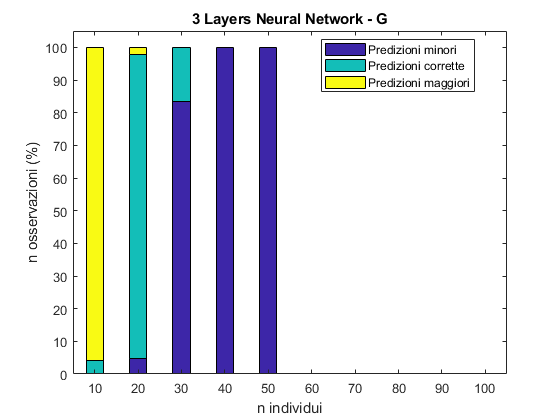 3 Layers Neural Network - G
Predizioni minori
Predizioni corrette
Predizioni maggiori
n osservazioni (%)
100
90
80
70
60
50
40
30
20
10
0
10 20 30 40 50 60 70 80 90 100
n individui